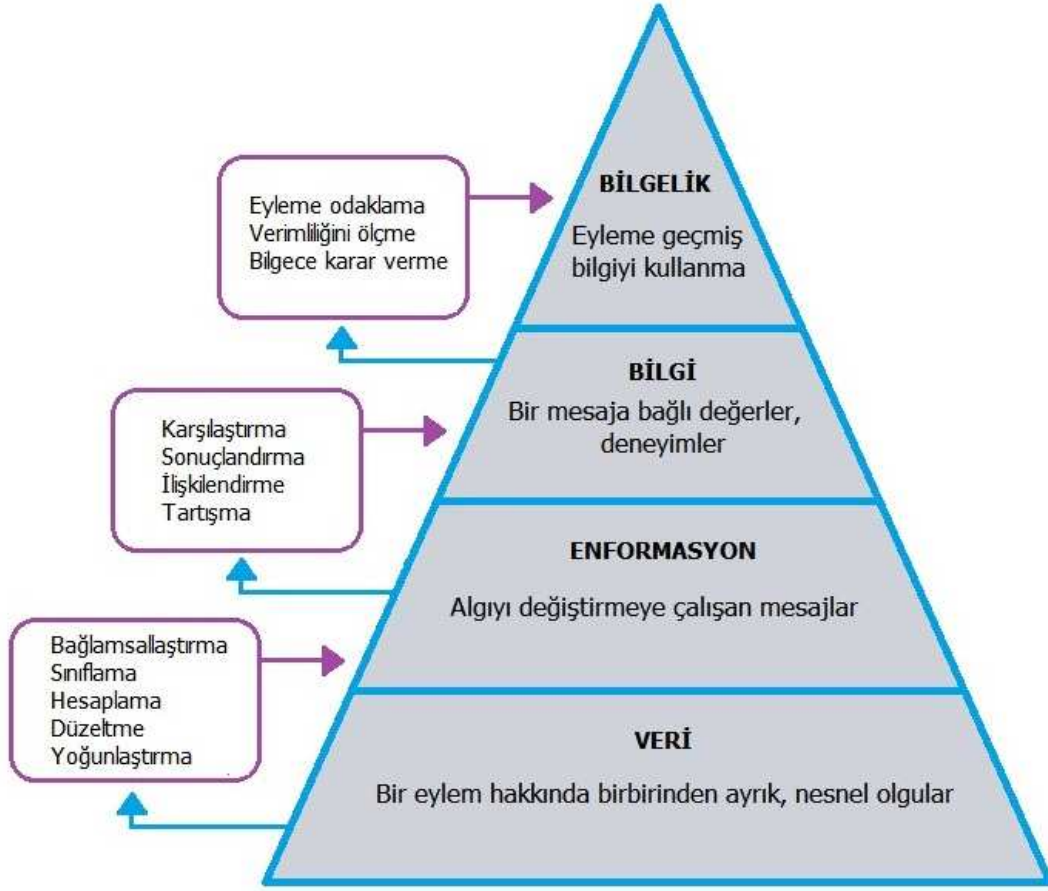 BİLGELİK
Eyleme geçmiş
bilgiyi kullanma
Eyleme odaklama
Verimliliğini ölçme
Bilgece karar verme
BİLGİ
Bir mesaja bağlı değerler,
deneyimler
Karşılaştırma
Sonuçlandırma
İlişkilendirme
Tartışma
ENFORMASYON
Algıyı değiştirmeye çalışan mesajlar
Bağlamsallaştırma
Sınıflama
Hesaplama
Düzeltme
Yoğunlaştırma
VERİ
Bir eylem hakkında birbirinden ayrık, nesnel olgular